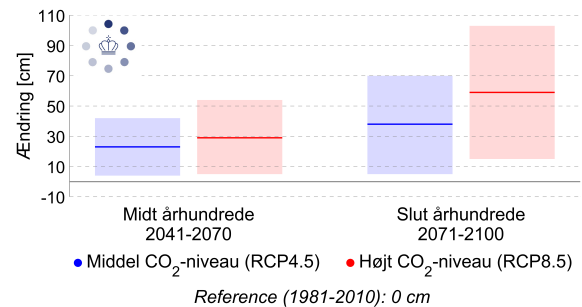 Ændring [cm]
110
90
70
50
30
10
-10
Midt århundrede
2041-2070
Slut århundrede
2071-2100
Middel CO₂-niveau (RCP4.5)
Højt CO₂-niveau (RCP8.5)
Reference (1981-2010): 0 cm